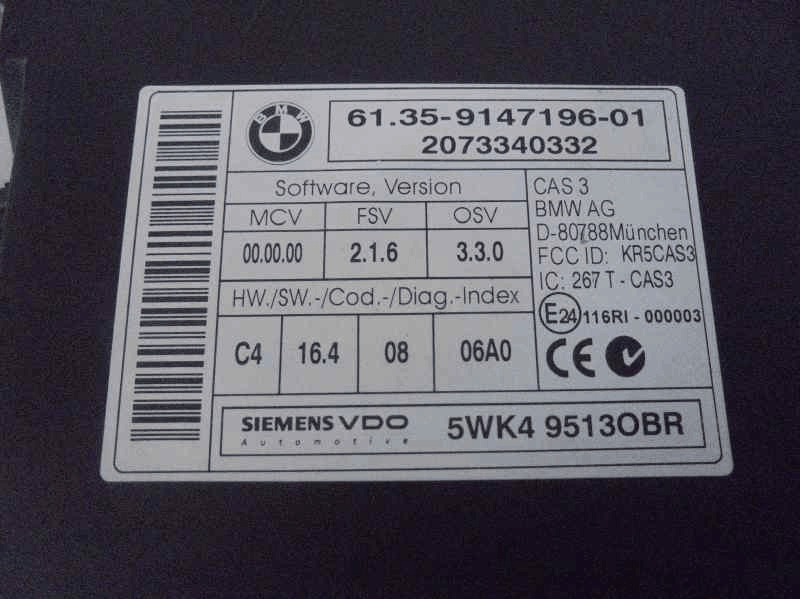 BMW
61.35-9147196-01
2073340332
Software, Version
MCV FSV OSV
00.00.00 2.1.6 3.3.0
HW./SW.-/Cod.-/Diag.-Index
C4 16.4 08 06A0
CAS 3
BMW AG
D-80788München
FCC ID: KR5CAS3
IC: 267 T - CAS3
E24 116RI - 000003
CE
SIEMENS VDO
Automotive
5WK4 9513OBR